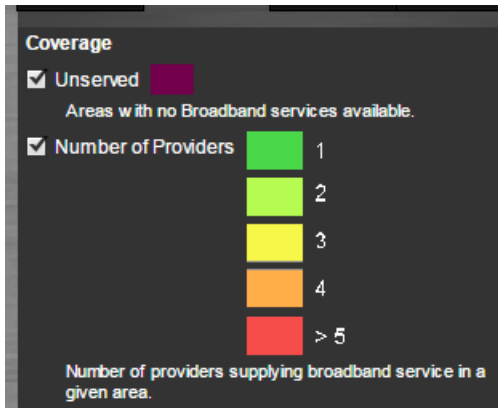 Coverage
Unserved
Areas with no Broadband services available.
Number of Providers
1
2
3
4
> 5
Number of providers supplying broadband service in a
given area.